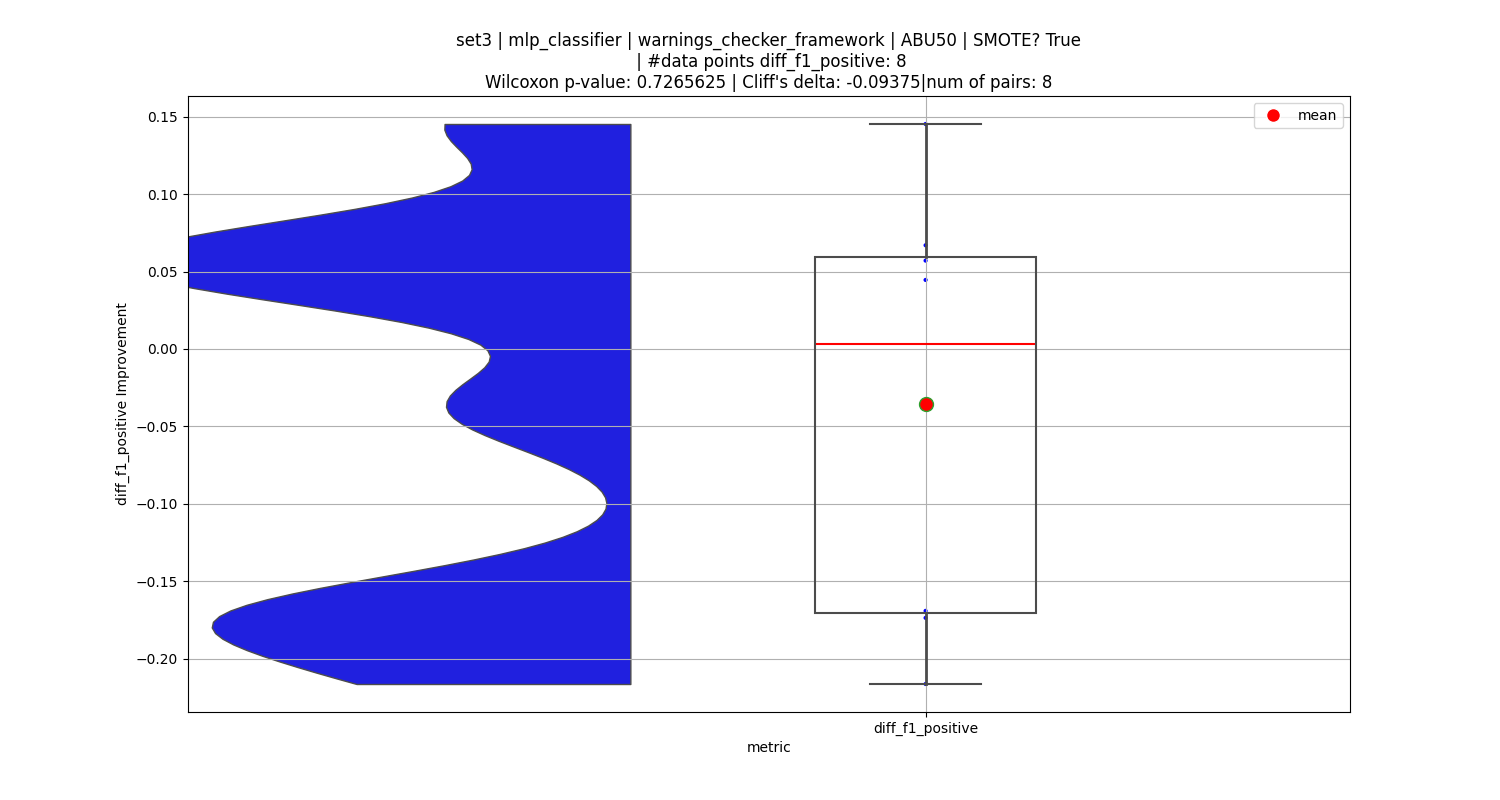 set3 | mlp_classifier | warnings_checker_framework | ABU50 | SMOTE? True
| #data points diff_f1_positive: 8
Wilcoxon p-value: 0.7265625 | Cliff's delta: -0.09375|num of pairs: 8
mean
0.15
0.10
0.05
0.00
−0.05
−0.10
−0.15
−0.20
diff_f1_positive Improvement
diff_f1_positive
metric